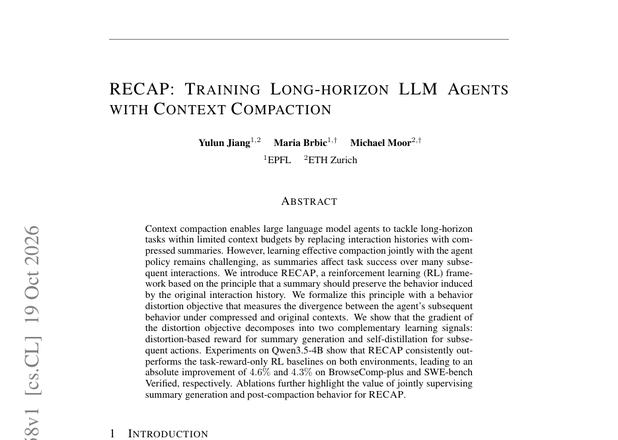 RECAP: TRAINING LONG-HORIZON LLM AGENTS
WITH CONTEXT COMPACTION
Yulun Jiang1,2 Maria Brbic1,† Michael Moor2,†
1EPFL 2ETH Zurich
ABSTRACT
Context compaction enables large language model agents to tackle long-horizon
tasks within limited context budgets by replacing interaction histories with com-
pressed summaries. However, learning effective compaction jointly with the agent
policy remains challenging, as summaries affect task success over many subse-
quent interactions. We introduce RECAP, a reinforcement learning (RL) frame-
work based on the principle that a summary should preserve the behavior induced
by the original interaction history. We formalize this principle with a behavior
distortion objective that measures the divergence between the agent's subsequent
behavior under compressed and original contexts. We show that the gradient of
the distortion objective decomposes into two complementary learning signals:
distortion-based reward for summary generation and self-distillation for subse-
quent actions. Experiments on Qwen3.5-4B show that RECAP consistently out-
performs the task-reward-only RL baselines on both environments, leading to an
absolute improvement of 4.6% and 4.3% on BrowseComp-plus and SWE-bench
Verified, respectively. Ablations further highlight the value of jointly supervising
summary generation and post-compaction behavior for RECAP.
1 INTRODUCTION
8v1 [cs.CL] 19 Oct 2026